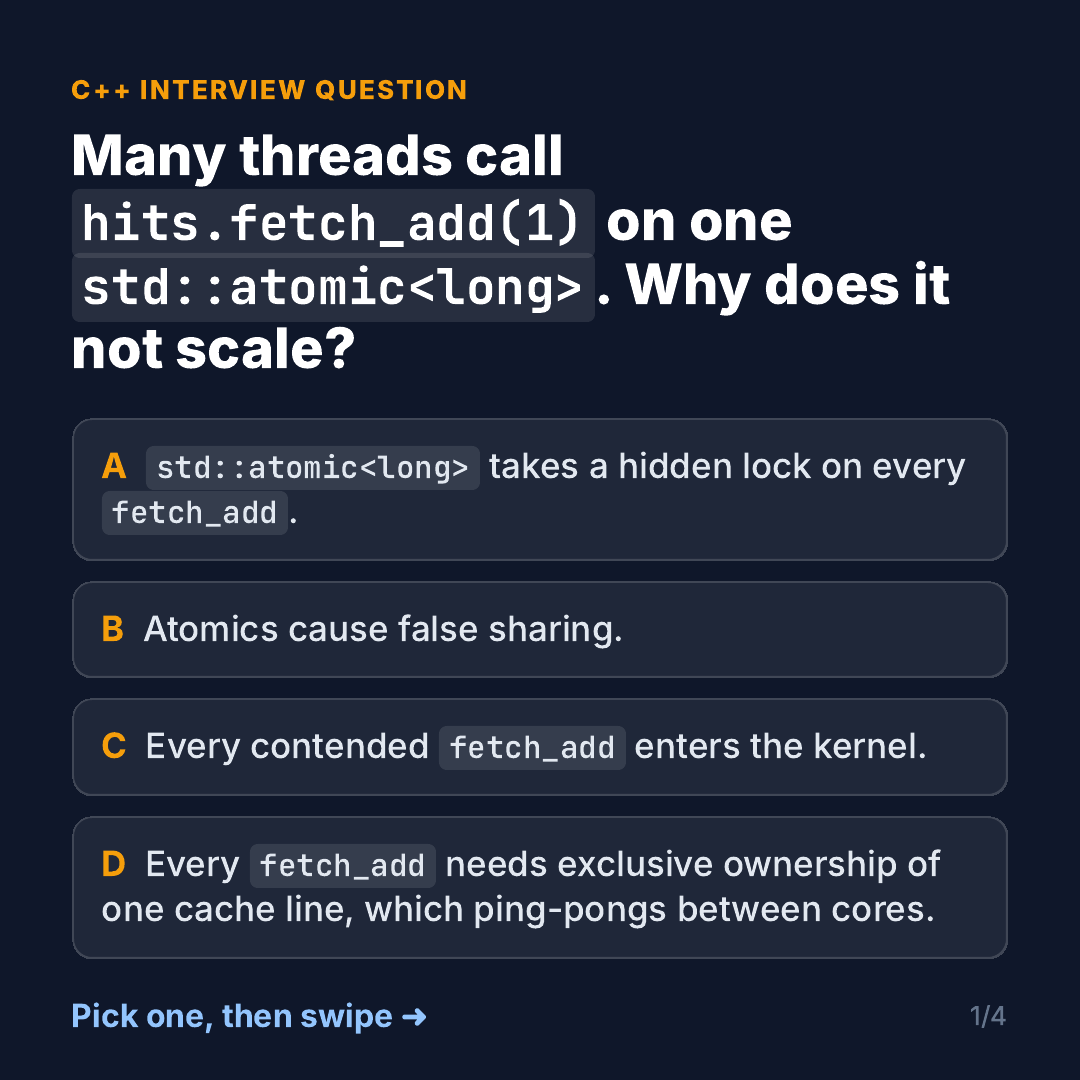 C++ INTERVIEW QUESTION
Many threads call
hits.fetch_add(1) on one
std::atomic<long>. Why does it
not scale?
A std::atomic<long> takes a hidden lock on every
fetch_add.
B Atomics cause false sharing.
C Every contended fetch_add enters the kernel.
D Every fetch_add needs exclusive ownership of
one cache line, which ping-pongs between cores.
Pick one, then swipe ➜
1/4